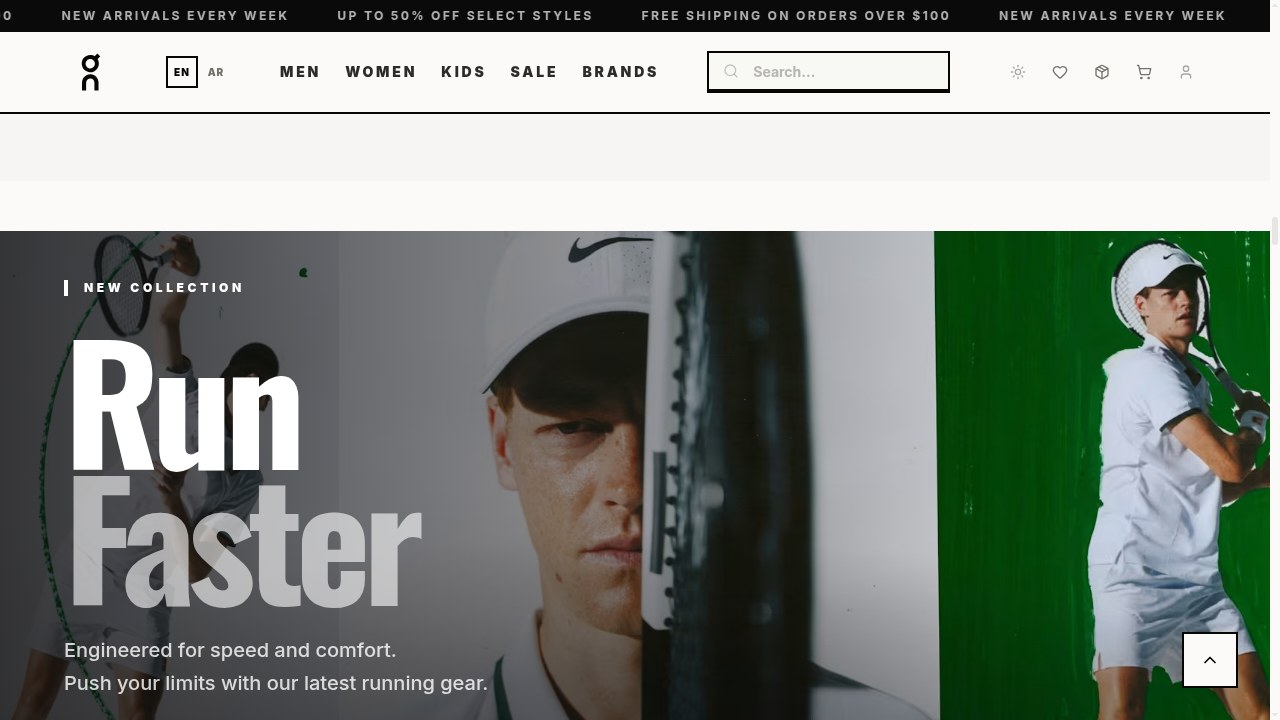 NEW ARRIVALS EVERY WEEK UP TO 50% OFF SELECT STYLES FREE SHIPPING ON ORDERS OVER $100 NEW ARRIVALS EVERY WEEK
EN AR MEN WOMEN KIDS SALE BRANDS Search...
NEW COLLECTION
Run
Faster
Engineered for speed and comfort.
Push your limits with our latest running gear.